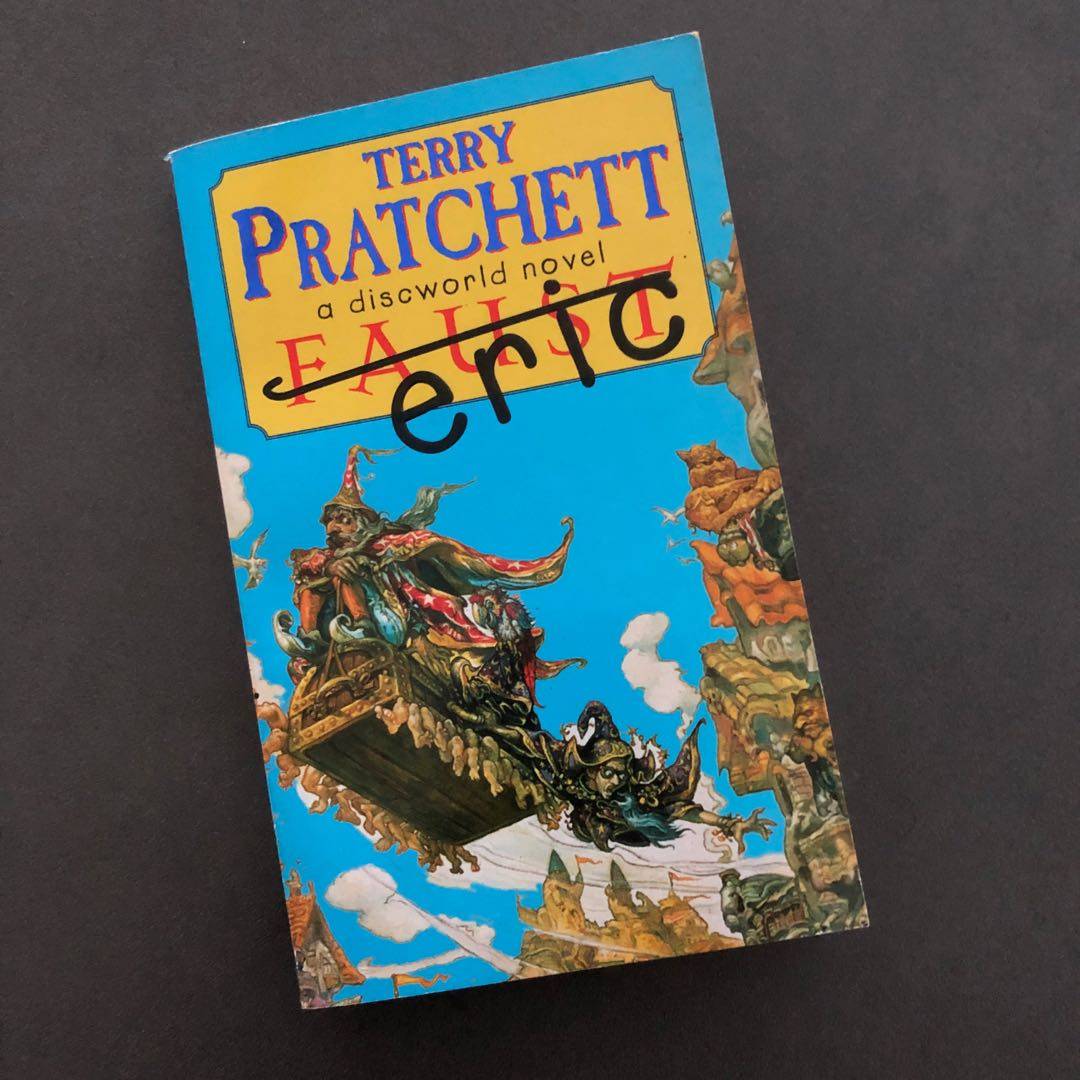 TERRY
PRATCHETT
a discworld novel
FAUST
eric